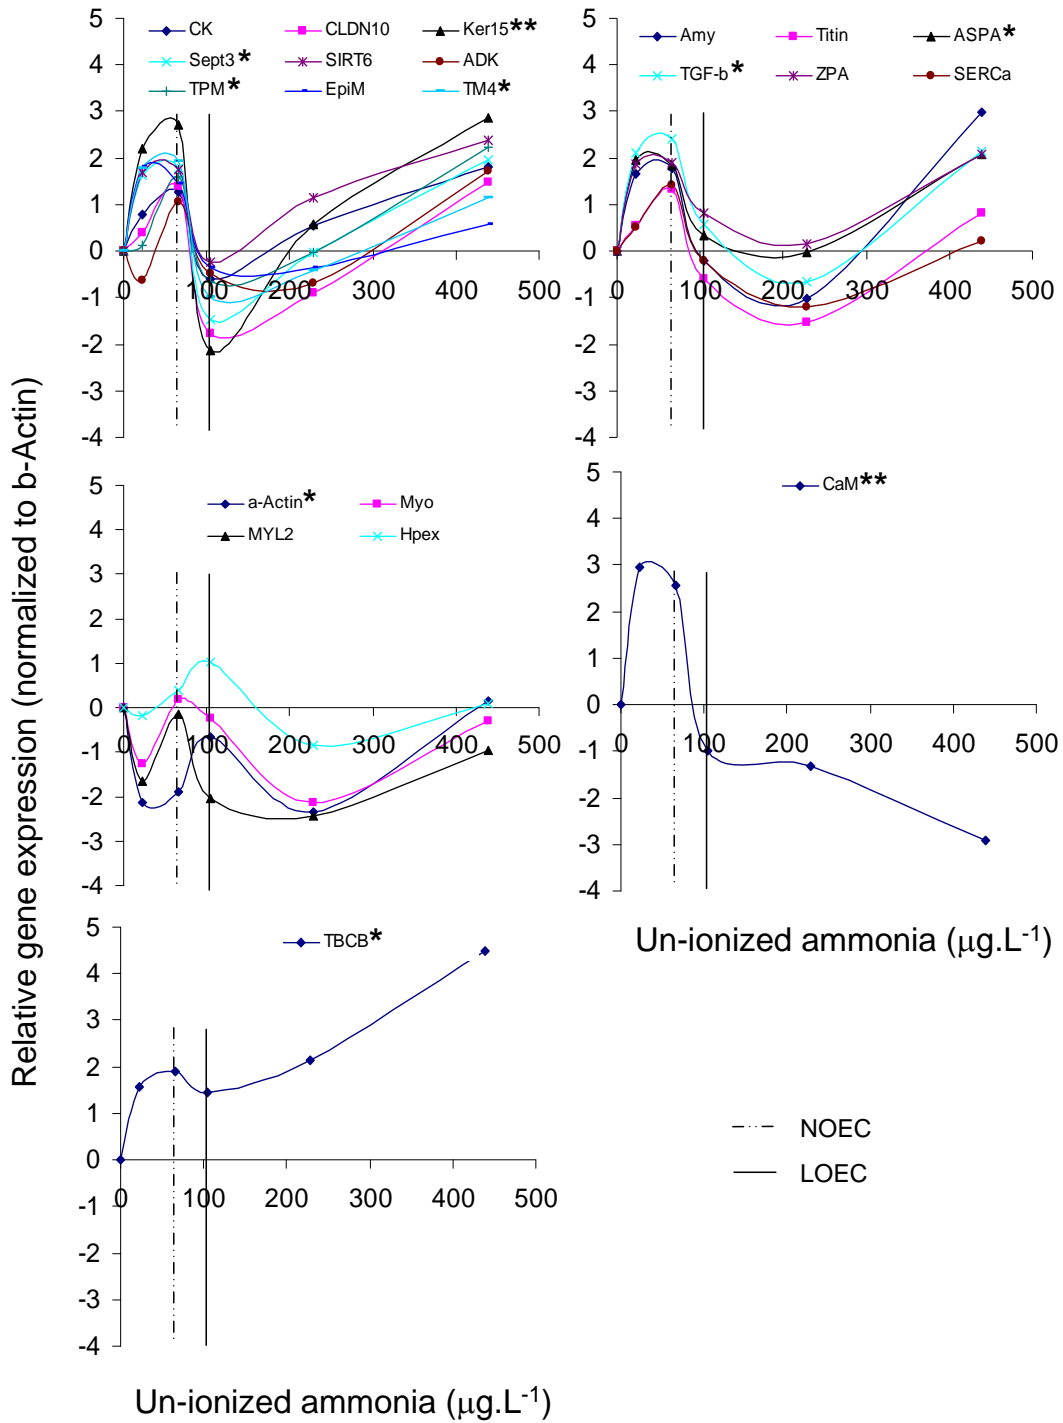 Relative gene expression (normalized to b-Actin)
CK CLDN10 Ker15**
Sept3* SIRT6 ADK
TPM* EpiM TM4*
5
4
3
2
1
0
-1
-2
-3
-4
0 100 200 300 400 500
Amy Titin ASPA*
TGF-b* ZPA SERCa
5
4
3
2
1
0
-1
-2
-3
-4
0 100 200 300 400 500
a-Actin* Myo
MYL2 Hpex
5
4
3
2
1
0
-1
-2
-3
-4
0 100 200 300 400 500
CaM**
5
4
3
2
1
0
-1
-2
-3
-4
0 100 200 300 400 500
Un-ionized ammonia (µg.L-1)
TBCB*
5
4
3
2
1
0
-1
-2
-3
-4
0 100 200 300 400 500
Un-ionized ammonia (µg.L-1)
NOEC
LOEC